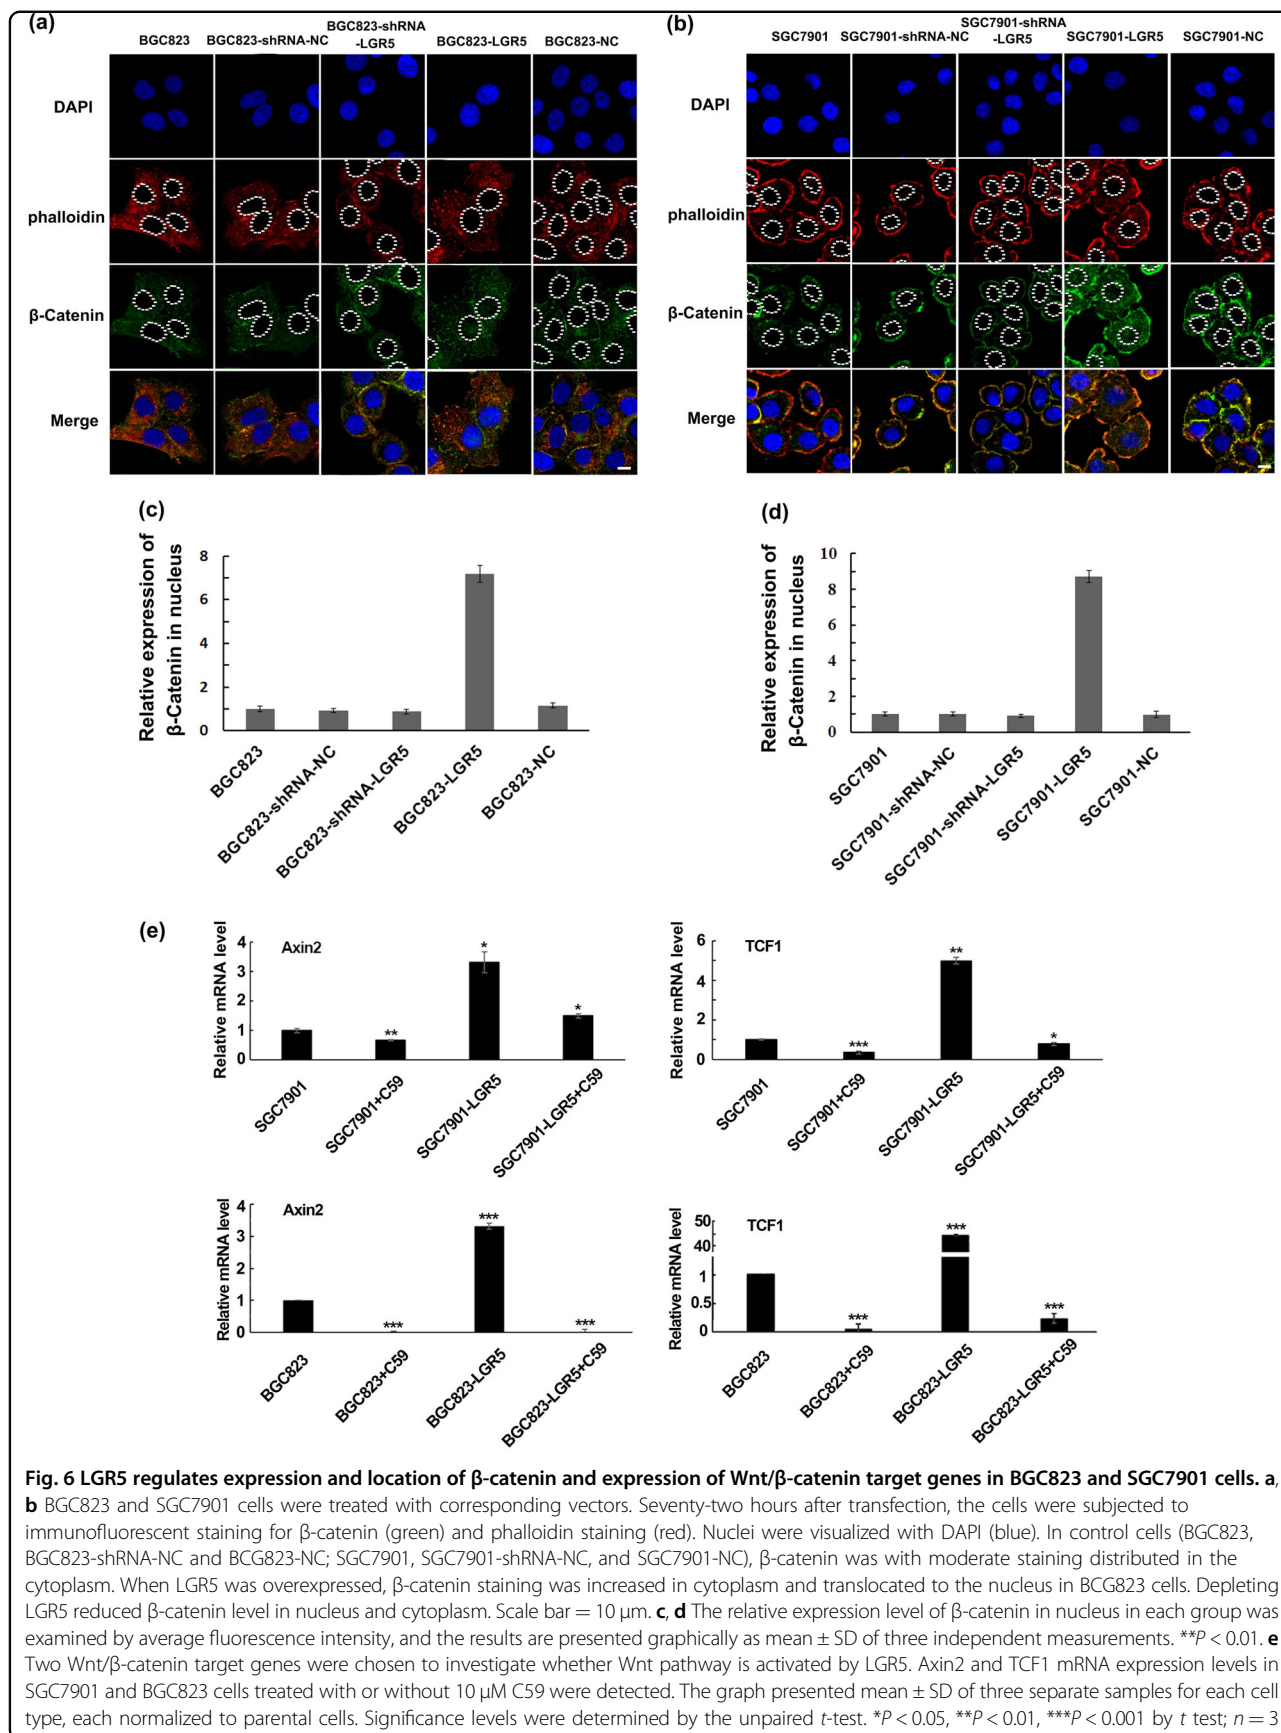 (a)
BGC823
BGC823-shRNA-NC
BGC823-shRNA
-LGR5
BGC823-LGR5
BGC823-NC
DAPI
phalloidin
β-Catenin
Merge
(b)
SGC7901
SGC7901-shRNA-NC
SGC7901-shRNA
-LGR5
SGC7901-LGR5
SGC7901-NC
DAPI
phalloidin
β-Catenin
Merge
(c)
Relative expression of
β-Catenin in nucleus
8
6
4
2
0
BGC823
BGC823-shRNA-NC
BGC823-shRNA-LGR5
BGC823-LGR5
BGC823-NC
(d)
Relative expression of
β-Catenin in nucleus
10
8
6
4
2
0
SGC7901
SGC7901-shRNA-NC
SGC7901-shRNA-LGR5
SGC7901-LGR5
SGC7901-NC
(e)
Relative mRNA level
Axin2
4
3
2
1
0
**
*
*
SGC7901
SGC7901+C59
SGC7901-LGR5
SGC7901-LGR5+C59
Relative mRNA level
TCF1
6
4
2
0
***
**
*
SGC7901
SGC7901+C59
SGC7901-LGR5
SGC7901-LGR5+C59
Relative mRNA level
Axin2
4
3
2
1
0
***
***
***
BGC823
BGC823+C59
BGC823-LGR5
BGC823-LGR5+C59
Relative mRNA level
TCF1
50
40
1
0.5
0
***
***
***
BGC823
BGC823+C59
BGC823-LGR5
BGC823-LGR5+C59
Fig. 6 LGR5 regulates expression and location of β-catenin and expression of Wnt/β-catenin target genes in BGC823 and SGC7901 cells. a,
b BGC823 and SGC7901 cells were treated with corresponding vectors. Seventy-two hours after transfection, the cells were subjected to
immunofluorescent staining for β-catenin (green) and phalloidin staining (red). Nuclei were visualized with DAPI (blue). In control cells (BGC823,
BGC823-shRNA-NC and BCG823-NC; SGC7901, SGC7901-shRNA-NC, and SGC7901-NC), β-catenin was with moderate staining distributed in the
cytoplasm. When LGR5 was overexpressed, β-catenin staining was increased in cytoplasm and translocated to the nucleus in BCG823 cells. Depleting
LGR5 reduced β-catenin level in nucleus and cytoplasm. Scale bar = 10 μm. c, d The relative expression level of β-catenin in nucleus in each group was
examined by average fluorescence intensity, and the results are presented graphically as mean ± SD of three independent measurements. **P < 0.01. e
Two Wnt/β-catenin target genes were chosen to investigate whether Wnt pathway is activated by LGR5. Axin2 and TCF1 mRNA expression levels in
SGC7901 and BGC823 cells treated with or without 10 μM C59 were detected. The graph presented mean ± SD of three separate samples for each cell
type, each normalized to parental cells. Significance levels were determined by the unpaired t-test. *P < 0.05, **P < 0.01, ***P < 0.001 by t test; n = 3